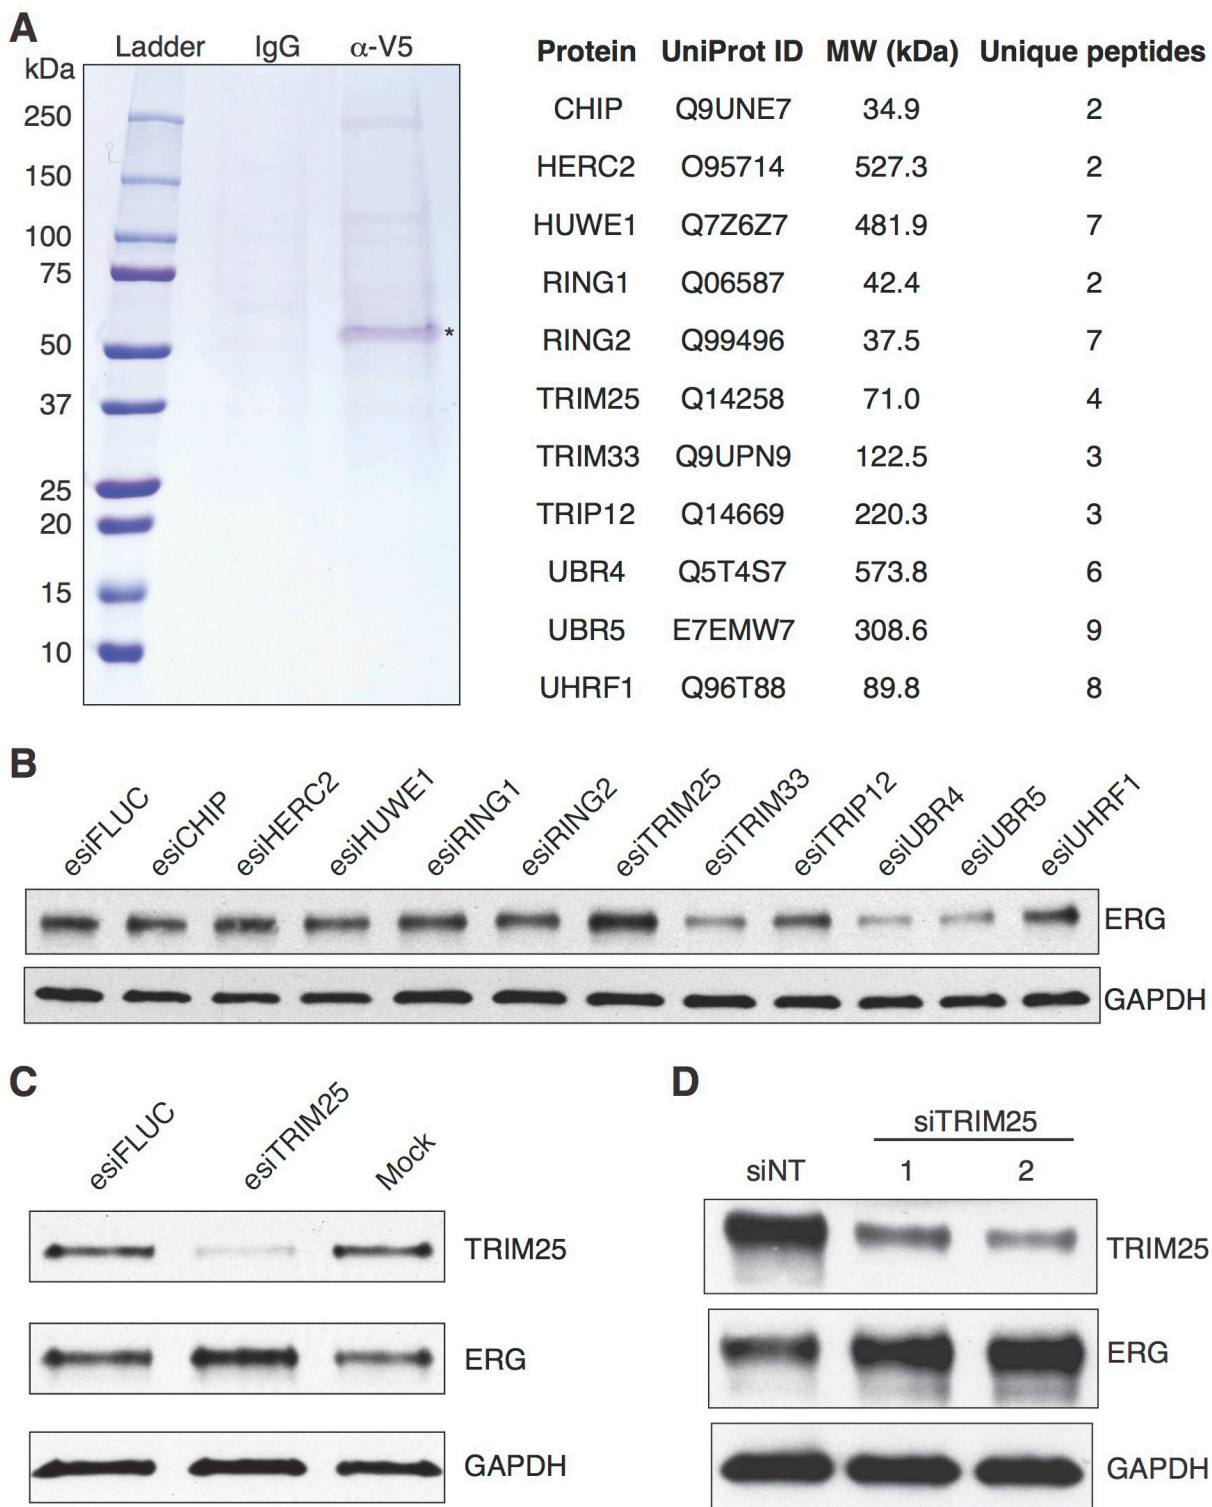 A
Ladder IgG α-V5
kDa
250
150
100
75
50
37
25
20
15
10
*
Protein UniProt ID MW (kDa) Unique peptides
CHIP Q9UNE7 34.9 2
HERC2 O95714 527.3 2
HUWE1 Q7Z6Z7 481.9 7
RING1 Q06587 42.4 2
RING2 Q99496 37.5 7
TRIM25 Q14258 71.0 4
TRIM33 Q9UPN9 122.5 3
TRIP12 Q14669 220.3 3
UBR4 Q5T4S7 573.8 6
UBR5 E7EMW7 308.6 9
UHRF1 Q96T88 89.8 8
B
esiFLUC esiCHIP esiHERC2 esiHUWE1 esiRING1 esiRING2 esiTRIM25 esiTRIM33 esiTRIP12 esiUBR4 esiUBR5 esiUHRF1
ERG
GAPDH
C
esiFLUC esiTRIM25 Mock
TRIM25
ERG
GAPDH
D
siTRIM25
siNT 1 2
TRIM25
ERG
GAPDH